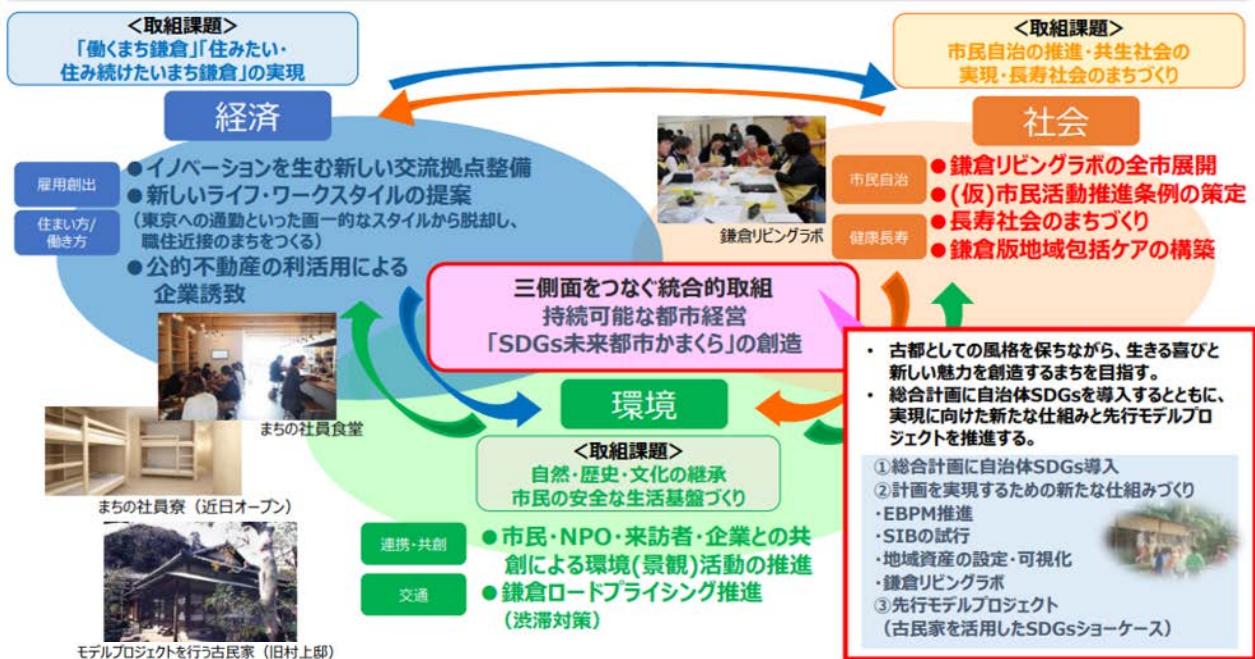 <取組課題>
「働くまち鎌倉」「住みたい・
住み続けたいまち鎌倉」の実現
経済
雇用創出
住まい方/
働き方
●イノベーションを生む新しい交流拠点整備
●新しいライフ・ワークスタイルの提案
(東京への通勤といった画一的なスタイルから脱却し、
職住近接のまちをつくる)
●公的不動産の利活用による
企業誘致
まちの社員食堂
まちの社員寮(近日オープン)
モデルプロジェクトを行う古民家(旧村上邸)
<取組課題>
市民自治の推進・共生社会の
実現・長寿社会のまちづくり
社会
鎌倉リビングラボ
市民自治
健康長寿
●鎌倉リビングラボの全市展開
●(仮)市民活動推進条例の策定
●長寿社会のまちづくり
●鎌倉版地域包括ケアの構築
三側面をつなぐ統合的取組
持続可能な都市経営
「SDGs未来都市かまくら」の創造
環境
<取組課題>
自然・歴史・文化の継承
市民の安全な生活基盤づくり
連携・共創
交通
●市民・NPO・来訪者・企業との共
創による環境(景観)活動の推進
●鎌倉ロードプライシング推進
(渋滞対策)
・ 古都としての風格を保ちながら、生きる喜びと
新しい魅力を創造するまちを目指す。
・ 総合計画に自治体SDGsを導入するとともに、
実現に向けた新たな仕組みと先行モデルプロ
ジェクトを推進する。
①総合計画に自治体SDGs導入
②計画を実現するための新たな仕組みづくり
・EBPM推進
・SIBの試行
・地域資産の設定・可視化
・鎌倉リビングラボ
③先行モデルプロジェクト
(古民家を活用したSDGsショーケース)